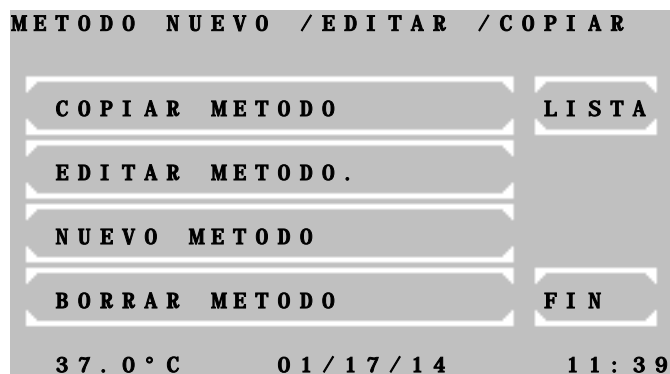 METODO NUEVO /EDITAR /COPIAR
COPIAR METODO LISTA
EDITAR METODO.
NUEVO METODO
BORRAR METODO FIN
37.0°C 01/17/14 11:39